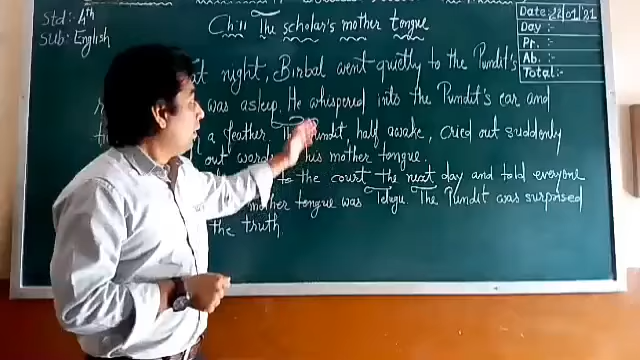 Std: 4th
Sub: English
Ch:11 The scholar's mother tongue
Date: 22/01/21
Day:-
Pr.:-
Ab.:-
Total:-
night, Birbal went quietly to the Pundit's
was asleep. He whispered into the Pundit's ear and
a feather. The Pundit, half awake, cried out suddenly
out words his mother tongue.
to the court the next day and told everyone
mother tongue was Telugu. The Pundit was surprised
the truth.